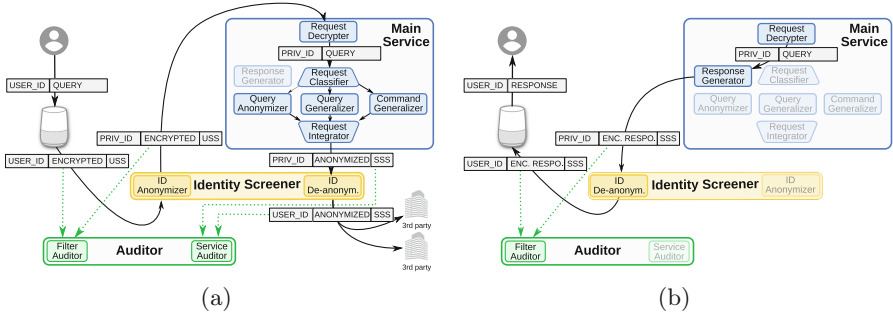 Main
Service
Request
Decrypter
PRIV_ID QUERY
Response
Generator
Request
Classifier
Query
Anonymizer
Query
Generalizer
Command
Generalizer
Request
Integrator
USER_ID QUERY
PRIV_ID ENCRYPTED USS
USER_ID ENCRYPTED USS
PRIV_ID ANONYMIZED SSS
ID
Anonymizer
Identity Screener
ID
De-anonym.
USER_ID ANONYMIZED SSS
3rd party
3rd party
Filter
Auditor
Auditor
Service
Auditor
(a)
Main
Service
Request
Decrypter
PRIV_ID QUERY
Response
Generator
Request
Classifier
Query
Anonymizer
Query
Generalizer
Command
Generalizer
Request
Integrator
USER_ID RESPONSE
PRIV_ID ENC. RESPO. SSS
USER_ID ENC. RESPO. SSS
ID
De-anonym.
Identity Screener
ID
Anonymizer
Filter
Auditor
Auditor
Service
Auditor
(b)